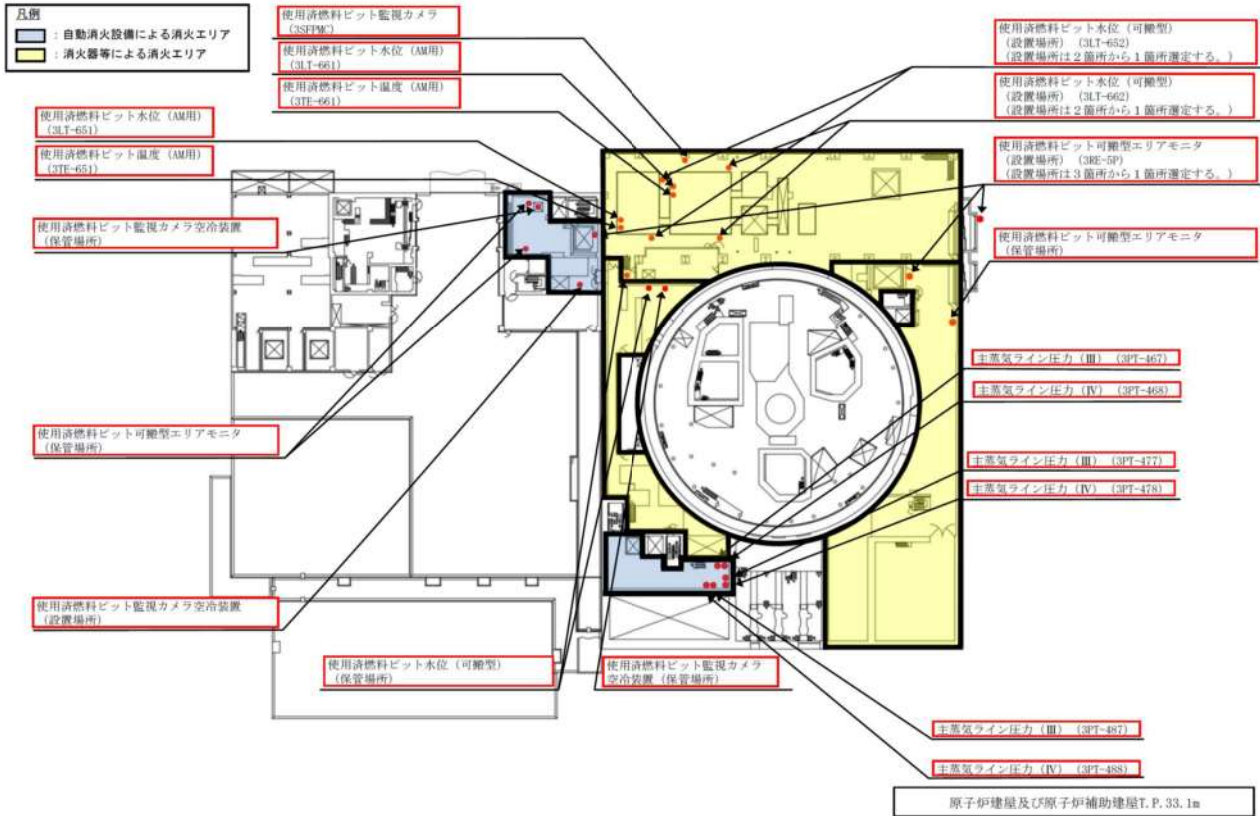 凡例
：自動消火設備による消火エリア
：消火器等による消火エリア
使用済燃料ピット監視カメラ
（3SFPMC）
使用済燃料ピット水位（AM用）
（3LT-661）
使用済燃料ピット温度（AM用）
（3TE-661）
使用済燃料ピット水位（AM用）
（3LT-651）
使用済燃料ピット温度（AM用）
（3TE-651）
使用済燃料ピット監視カメラ空冷装置
（保管場所）
使用済燃料ピット可搬型エリアモニタ
（保管場所）
使用済燃料ピット監視カメラ空冷装置
（設置場所）
使用済燃料ピット水位（可搬型）
（保管場所）
使用済燃料ピット監視カメラ
空冷装置（保管場所）
使用済燃料ピット水位（可搬型）
（設置場所）（3LT-652）
（設置場所は２箇所から１箇所選定する。）
使用済燃料ピット水位（可搬型）
（設置場所）（3LT-662）
（設置場所は２箇所から１箇所選定する。）
使用済燃料ピット可搬型エリアモニタ
（設置場所）（3RE-5P）
（設置場所は３箇所から１箇所選定する。）
使用済燃料ピット可搬型エリアモニタ
（保管場所）
主蒸気ライン圧力（Ⅲ）（3PT-467）
主蒸気ライン圧力（Ⅳ）（3PT-468）
主蒸気ライン圧力（Ⅲ）（3PT-477）
主蒸気ライン圧力（Ⅳ）（3PT-478）
主蒸気ライン圧力（Ⅲ）（3PT-487）
主蒸気ライン圧力（Ⅳ）（3PT-488）
原子炉建屋及び原子炉補助建屋T.P.33.1m